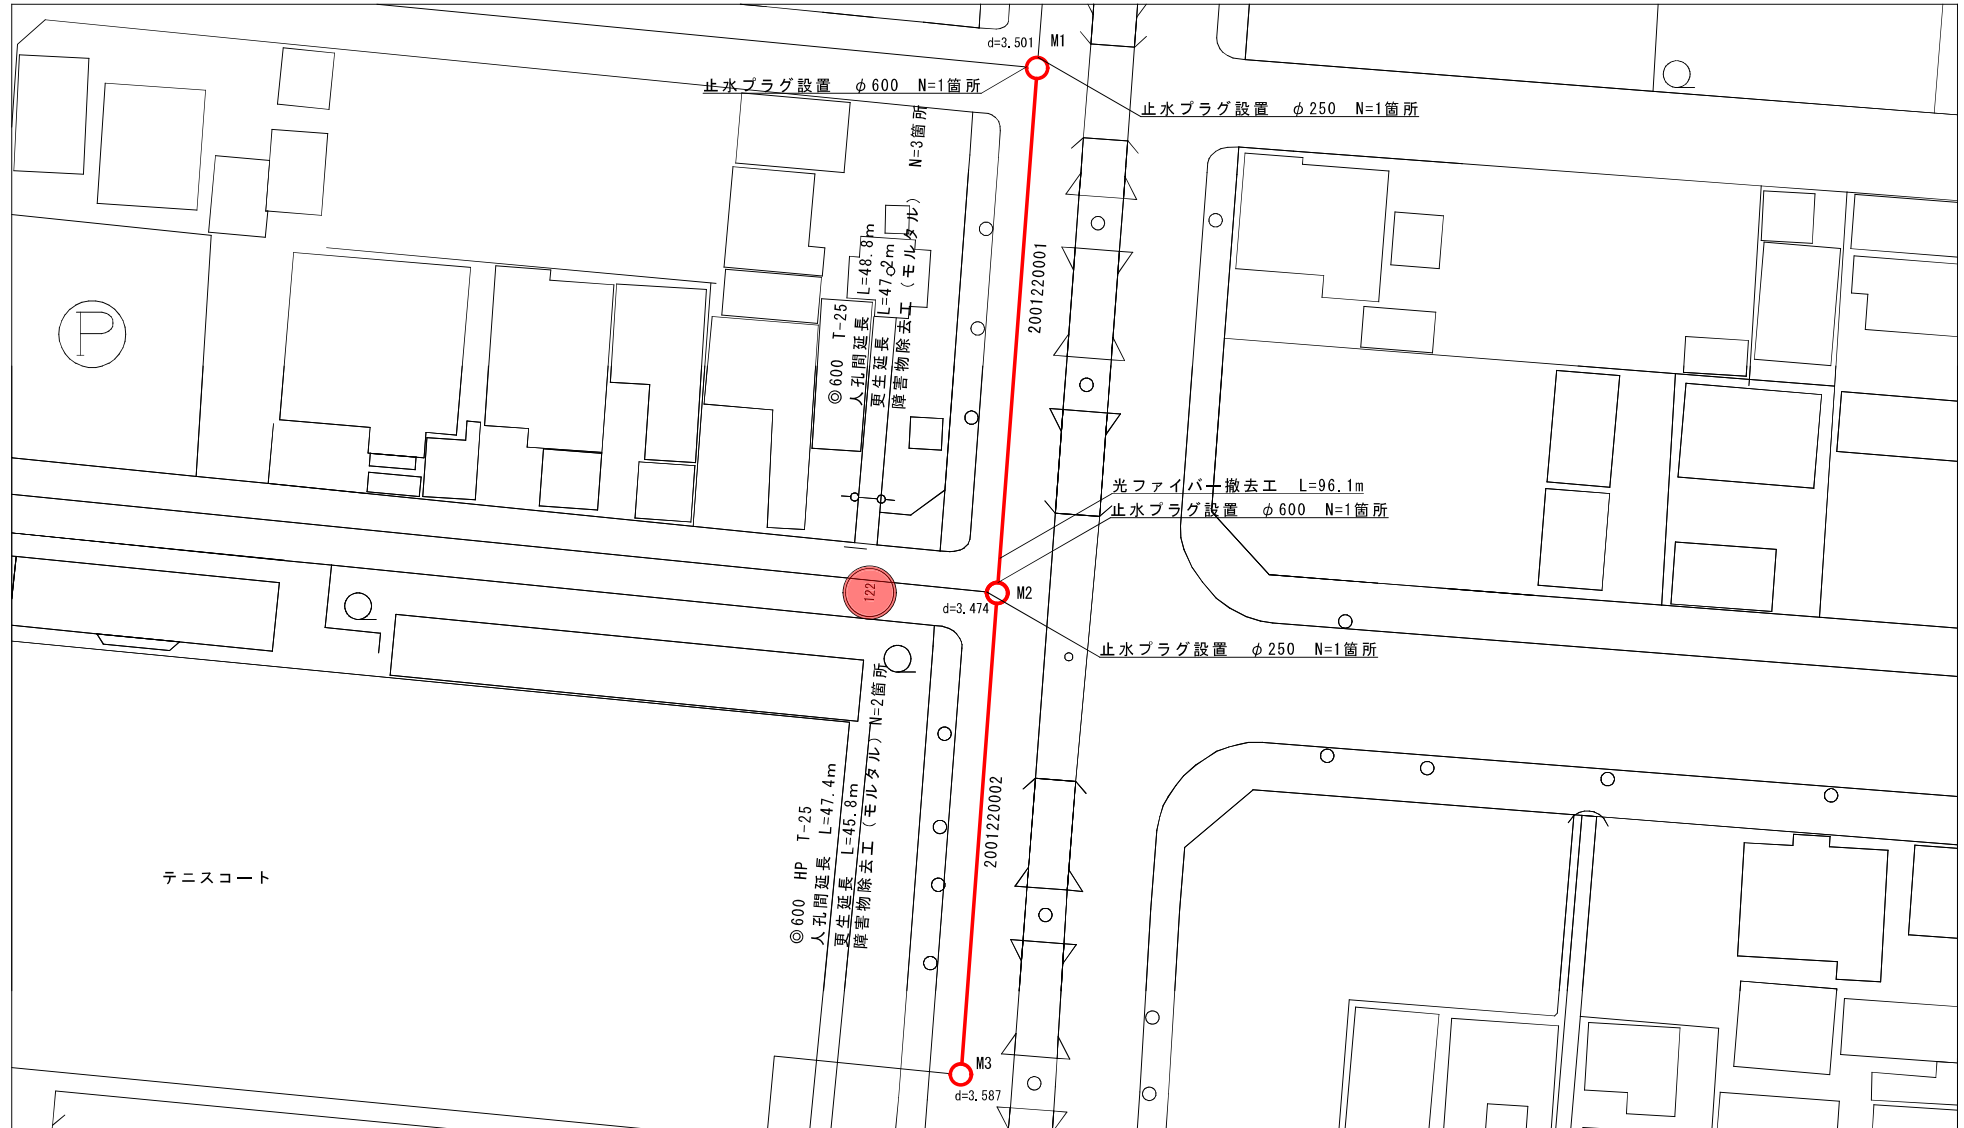 d=3.501
M1
止水プラグ設置 φ600 N=1箇所
止水プラグ設置 φ250 N=1箇所
◎600 T-25
人孔間延長 L=48.8m
更生延長 L=47.2m
障害物除去工（モルタル） N=3箇所
2001220001
P
光ファイバー撤去工 L=96.1m
止水プラグ設置 φ600 N=1箇所
122
M2
d=3.474
止水プラグ設置 φ250 N=1箇所
◎600 HP T-25
人孔間延長 L=47.4m
更生延長 L=45.8m
障害物除去工（モルタル）N=2箇所
2001220002
テニスコート
M3
d=3.587